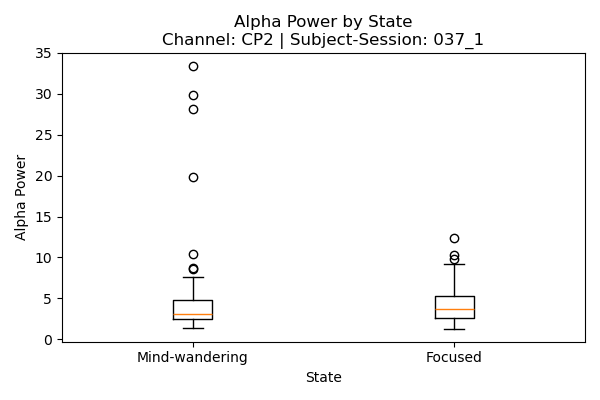 Alpha Power by State
Channel: CP2 | Subject-Session: 037_1
Alpha Power
35
30
25
20
15
10
5
0
Mind-wandering
Focused
State